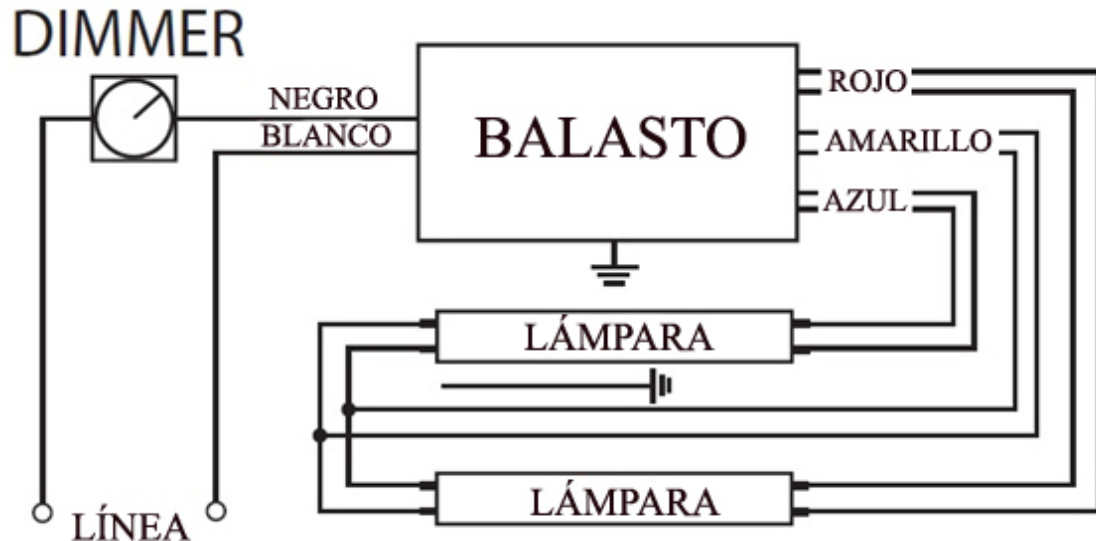 DIMMER
NEGRO
BLANCO
BALASTO
ROJO
AMARILLO
AZUL
LÁMPARA
LÁMPARA
LÍNEA